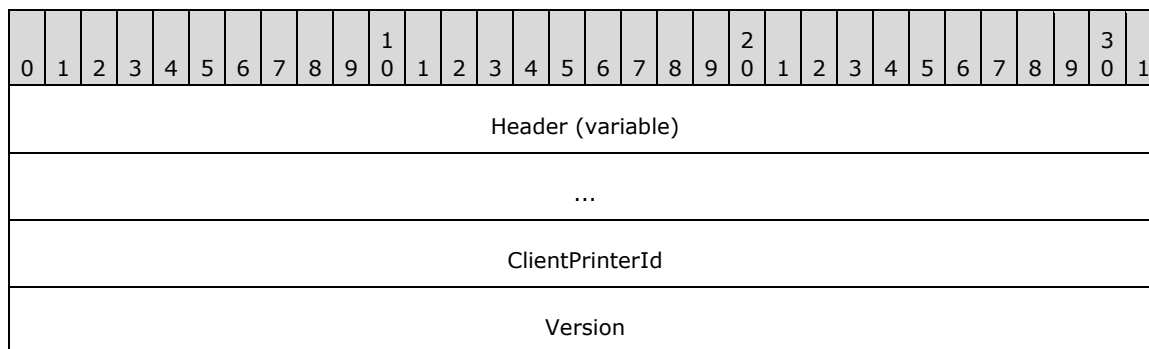 1 2 3
0 1 2 3 4 5 6 7 8 9 0 1 2 3 4 5 6 7 8 9 0 1 2 3 4 5 6 7 8 9 0 1
Header (variable)
...
ClientPrinterId
Version